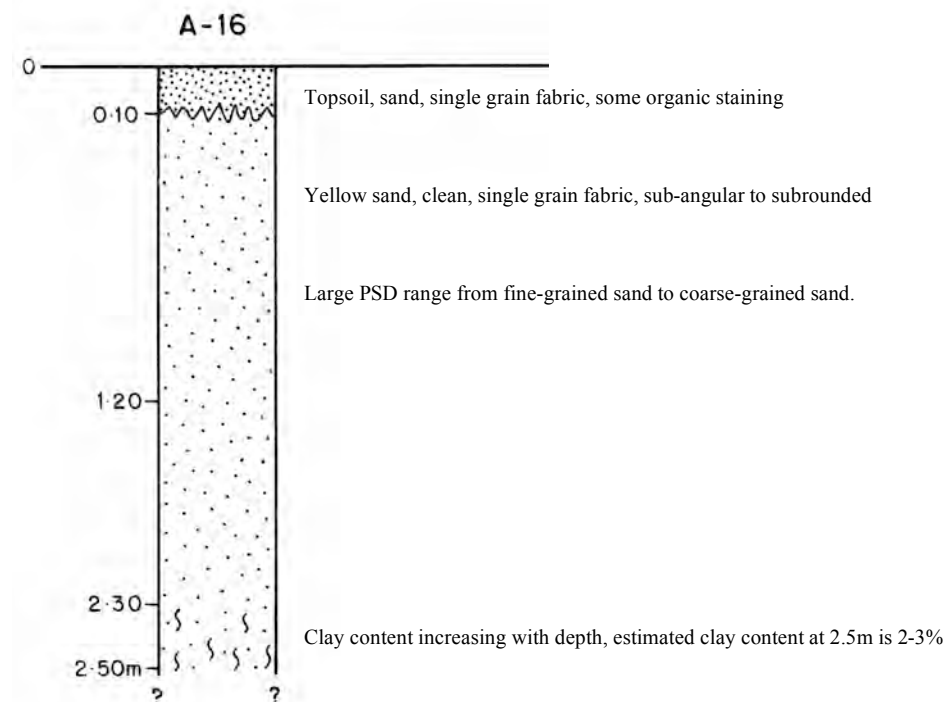 A-16
0
Topsoil, sand, single grain fabric, some organic staining
0·10
Yellow sand, clean, single grain fabric, sub-angular to subrounded
Large PSD range from fine-grained sand to coarse-grained sand.
1·20
2·30
Clay content increasing with depth, estimated clay content at 2.5m is 2-3%
2·50m
? ?